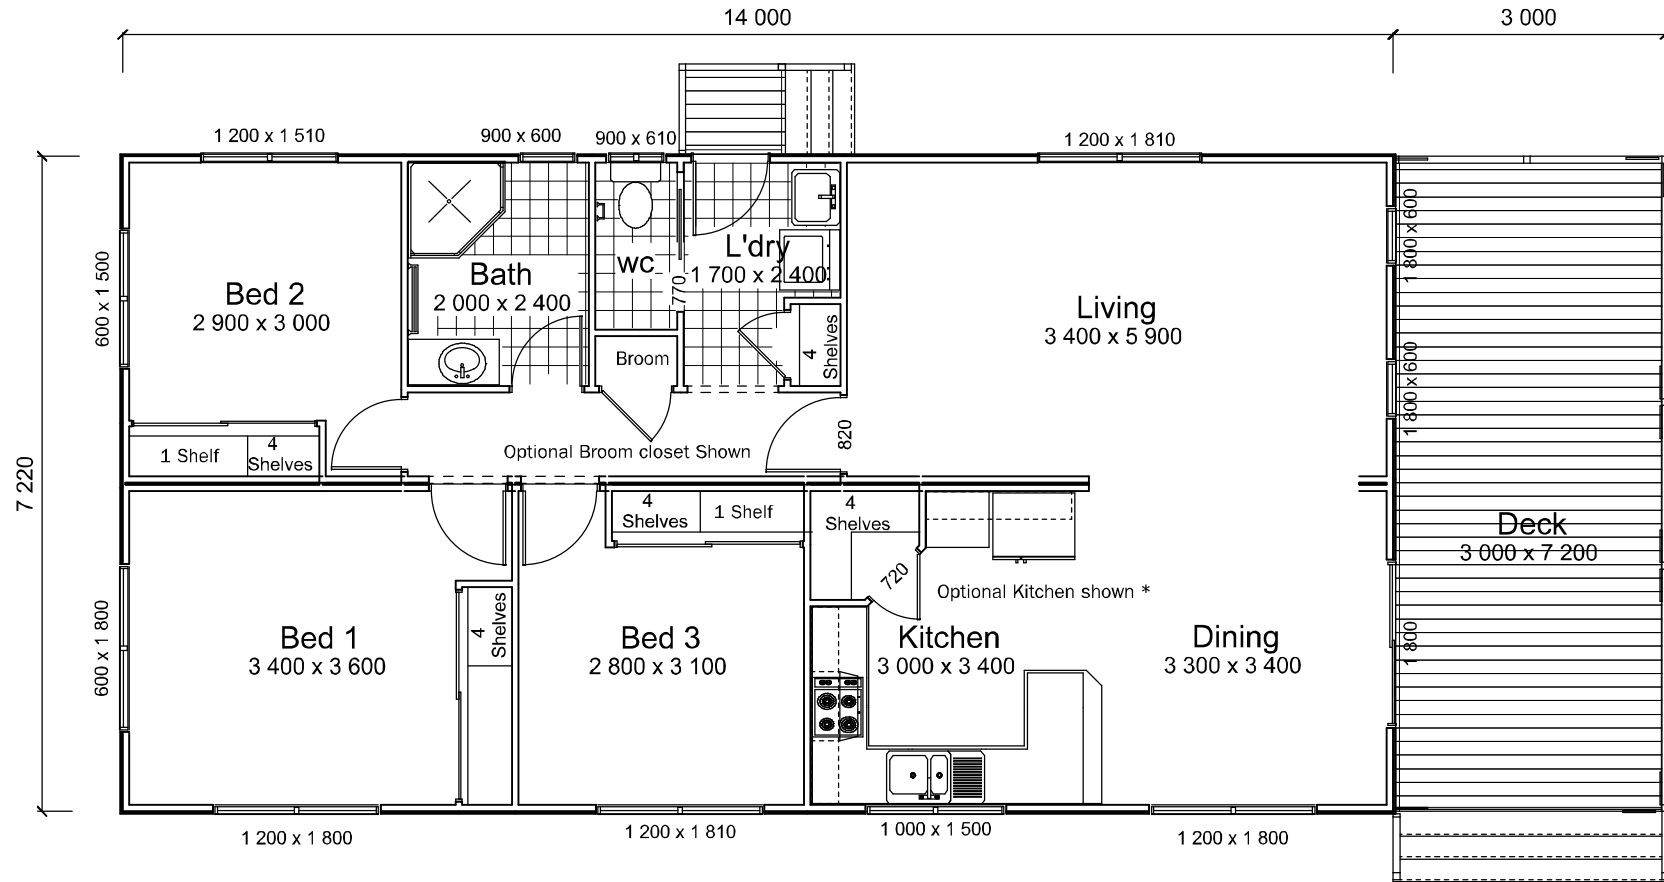 14 000
3 000
1 200 x 1 510
900 x 600
900 x 610
1 200 x 1 810
7 220
600 x 1 500
Bed 2
2 900 x 3 000
Bath
2 000 x 2 400
WC
770
L'dry
1 700 x 2 400
Living
3 400 x 5 900
1 800 x 600
1 800 x 600
Broom
4
Shelves
1 Shelf
4
Shelves
Optional Broom closet Shown
820
4
Shelves
1 Shelf
4
Shelves
720
Optional Kitchen shown *
Deck
3 000 x 7 200
600 x 1 800
Bed 1
3 400 x 3 600
4
Shelves
Bed 3
2 800 x 3 100
Kitchen
3 000 x 3 400
Dining
3 300 x 3 400
1 800
1 200 x 1 800
1 200 x 1 810
1 000 x 1 500
1 200 x 1 800